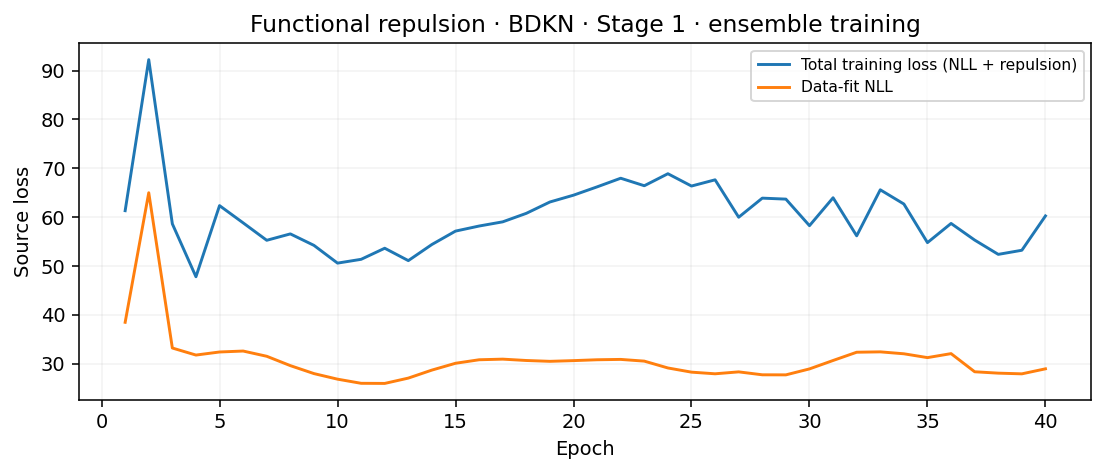 Functional repulsion · BDKN · Stage 1 · ensemble training
Total training loss (NLL + repulsion)
Data-fit NLL
Source loss
90
80
70
60
50
40
30
0 5 10 15 20 25 30 35 40
Epoch